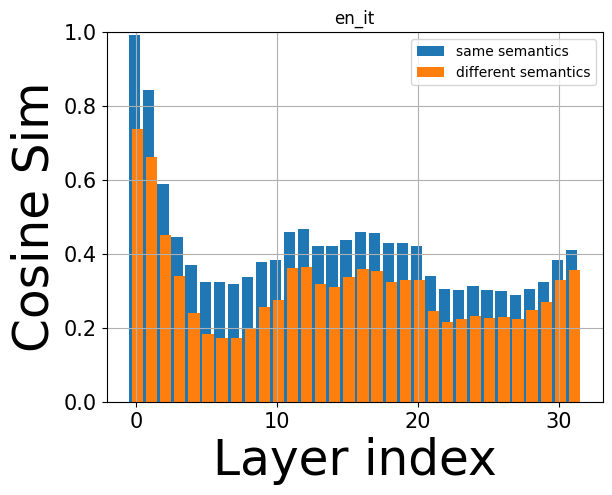 en_it
same semantics
different semantics
Cosine Sim
1.0
0.8
0.6
0.4
0.2
0.0
0 10 20 30
Layer index